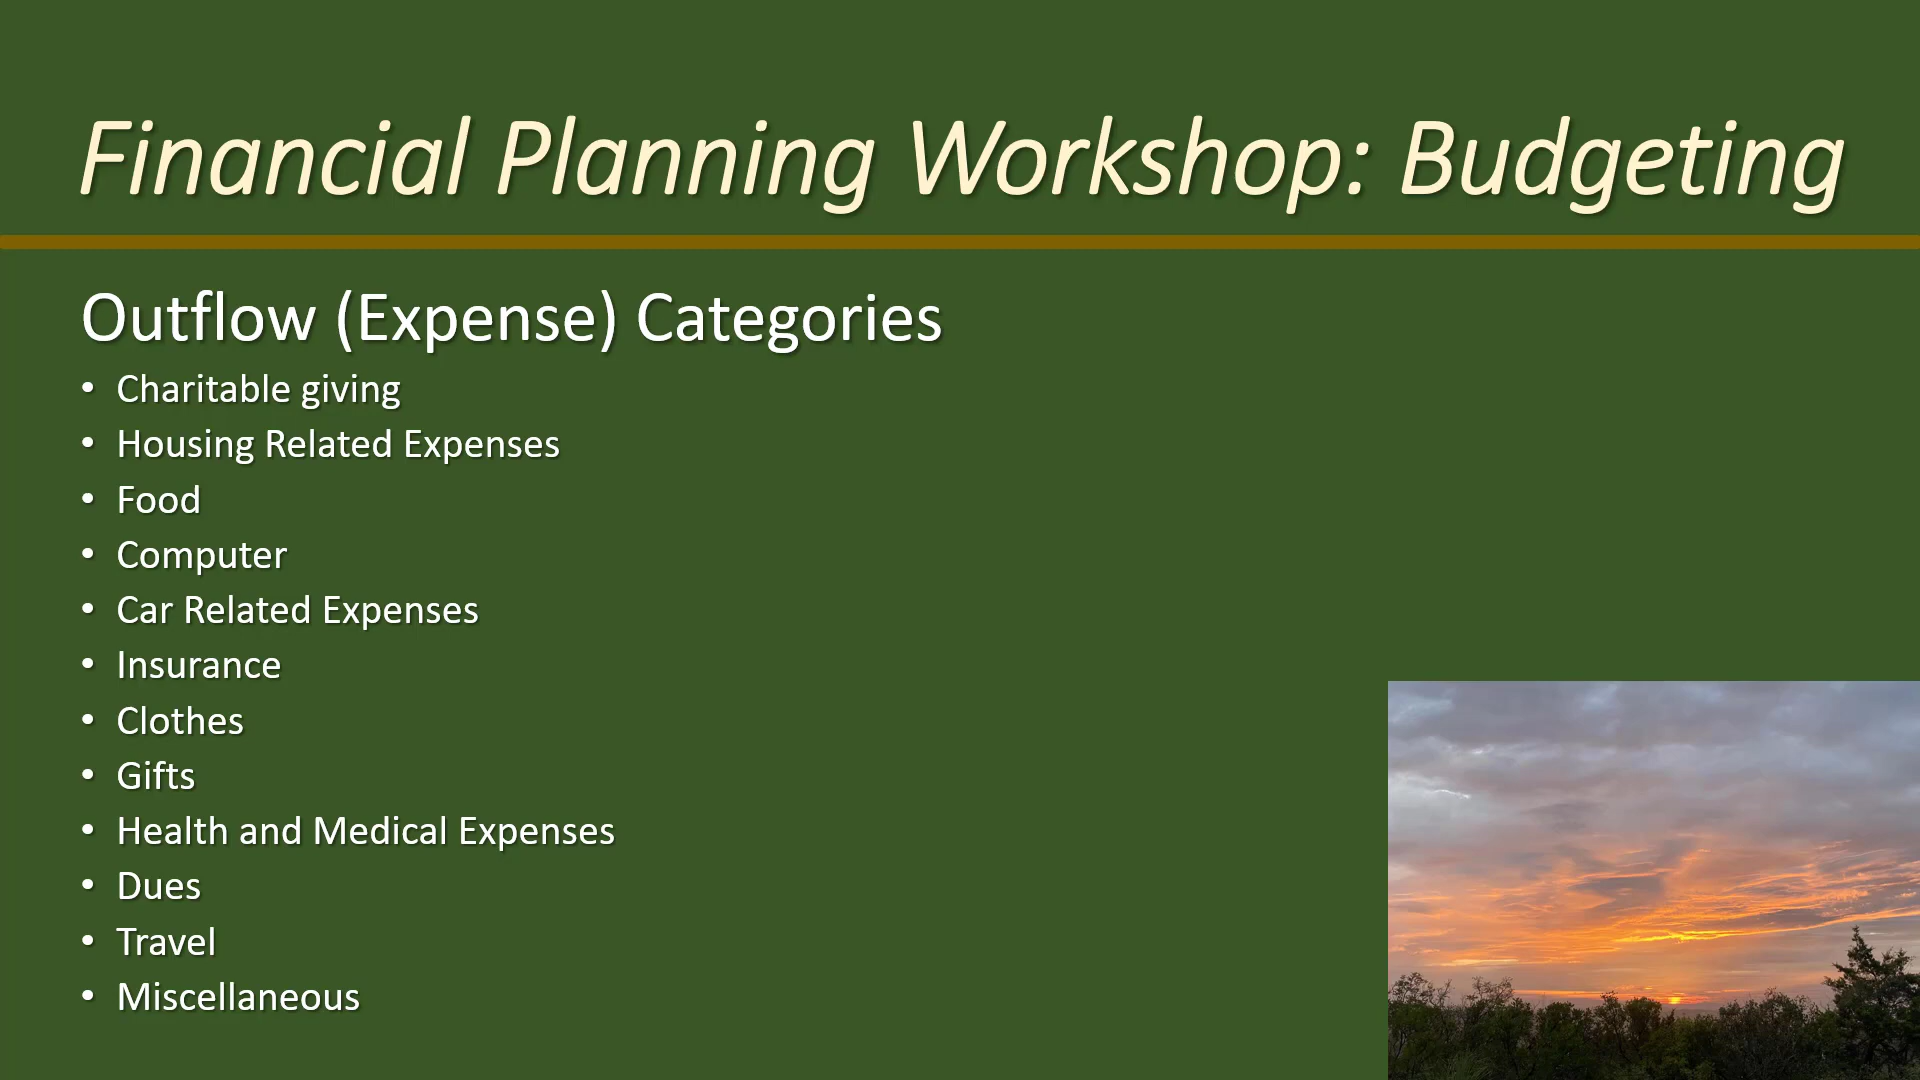 Financial Planning Workshop: Budgeting
Outflow (Expense) Categories
• Charitable giving
• Housing Related Expenses
• Food
• Computer
• Car Related Expenses
• Insurance
• Clothes
• Gifts
• Health and Medical Expenses
• Dues
• Travel
• Miscellaneous